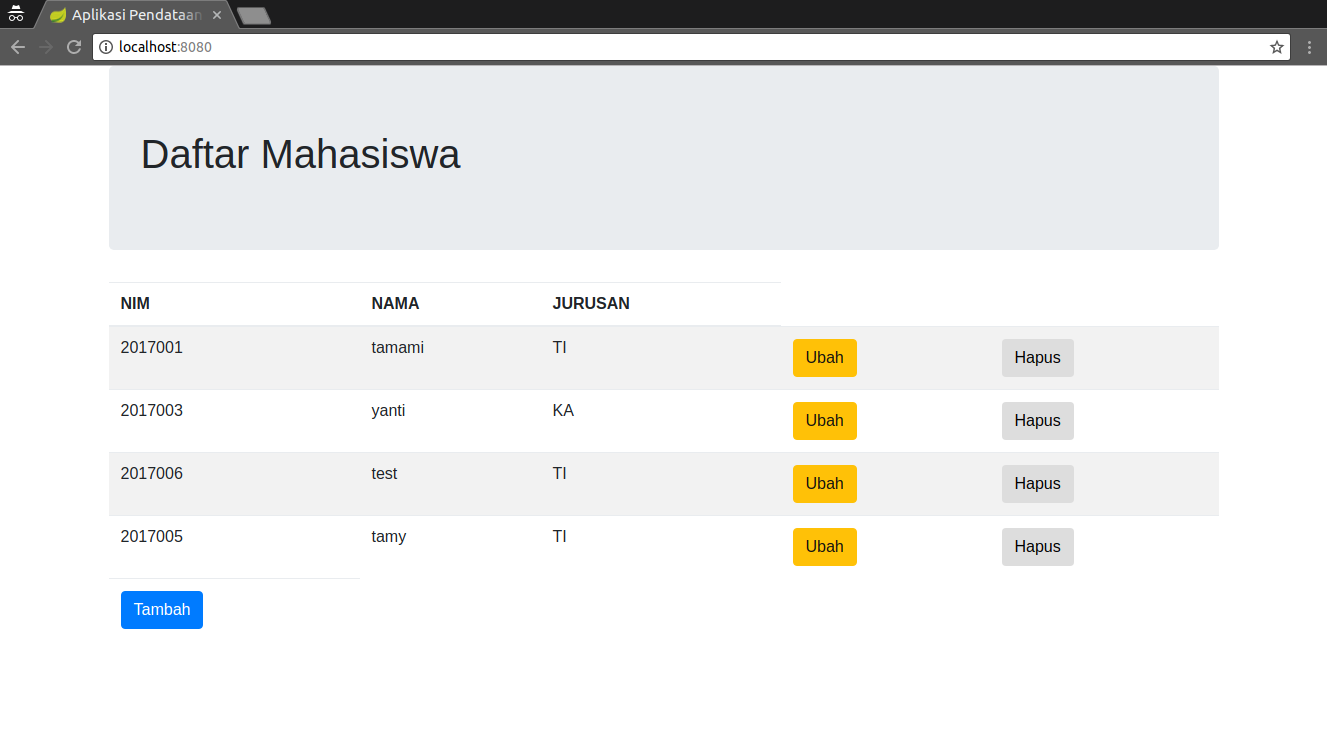 Aplikasi Pendataan
localhost:8080
Daftar Mahasiswa
NIM NAMA JURUSAN
2017001 tamami TI Ubah Hapus
2017003 yanti KA Ubah Hapus
2017006 test TI Ubah Hapus
2017005 tamy TI Ubah Hapus
Tambah